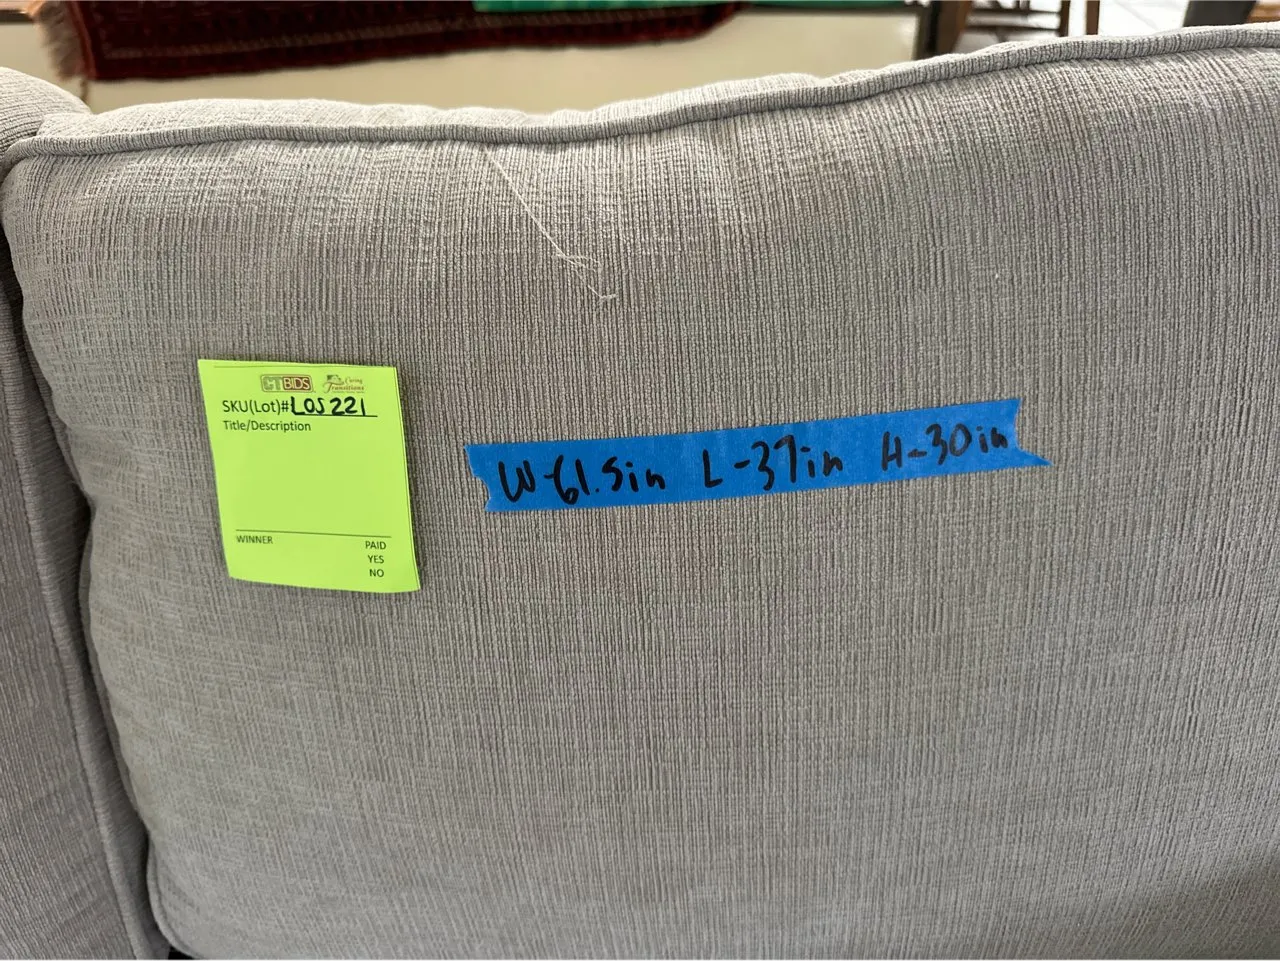 CTBIDS Caring Transitions
SKU(Lot)#LOS221
Title/Description
WINNER PAID
YES
NO
W-61.5in L-37in H-30in